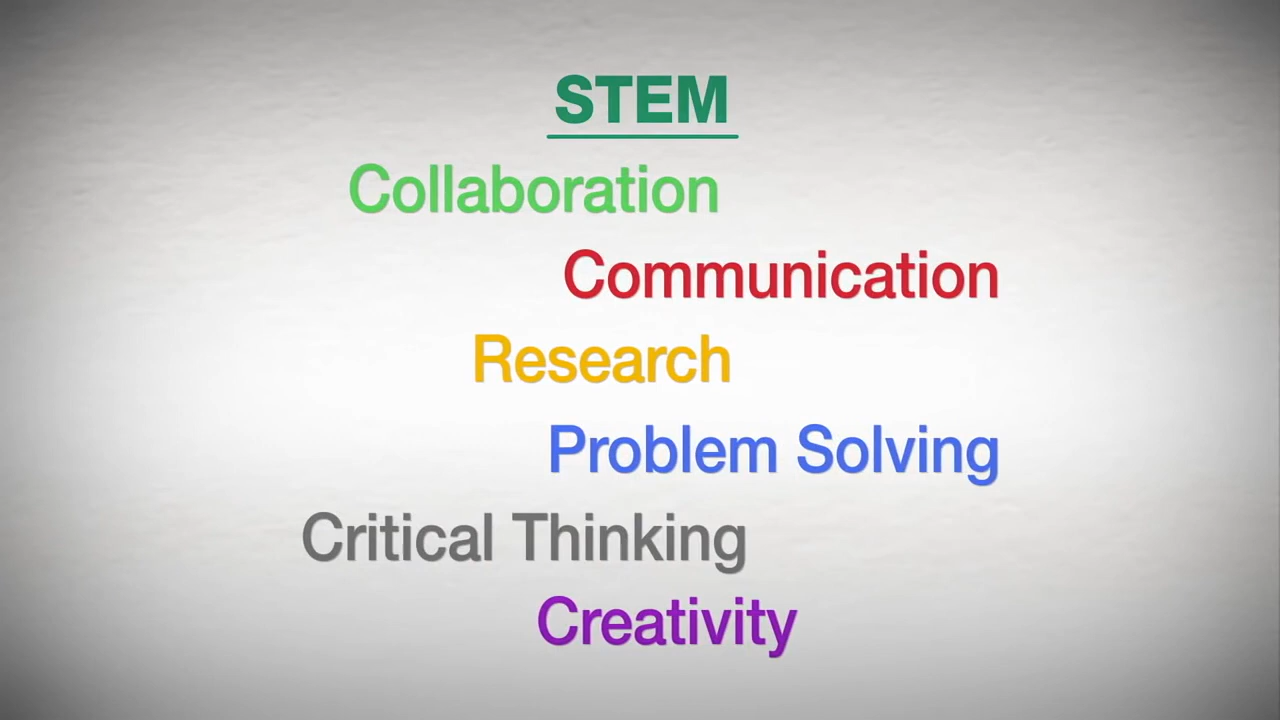 STEM
Collaboration
Communication
Research
Problem Solving
Critical Thinking
Creativity